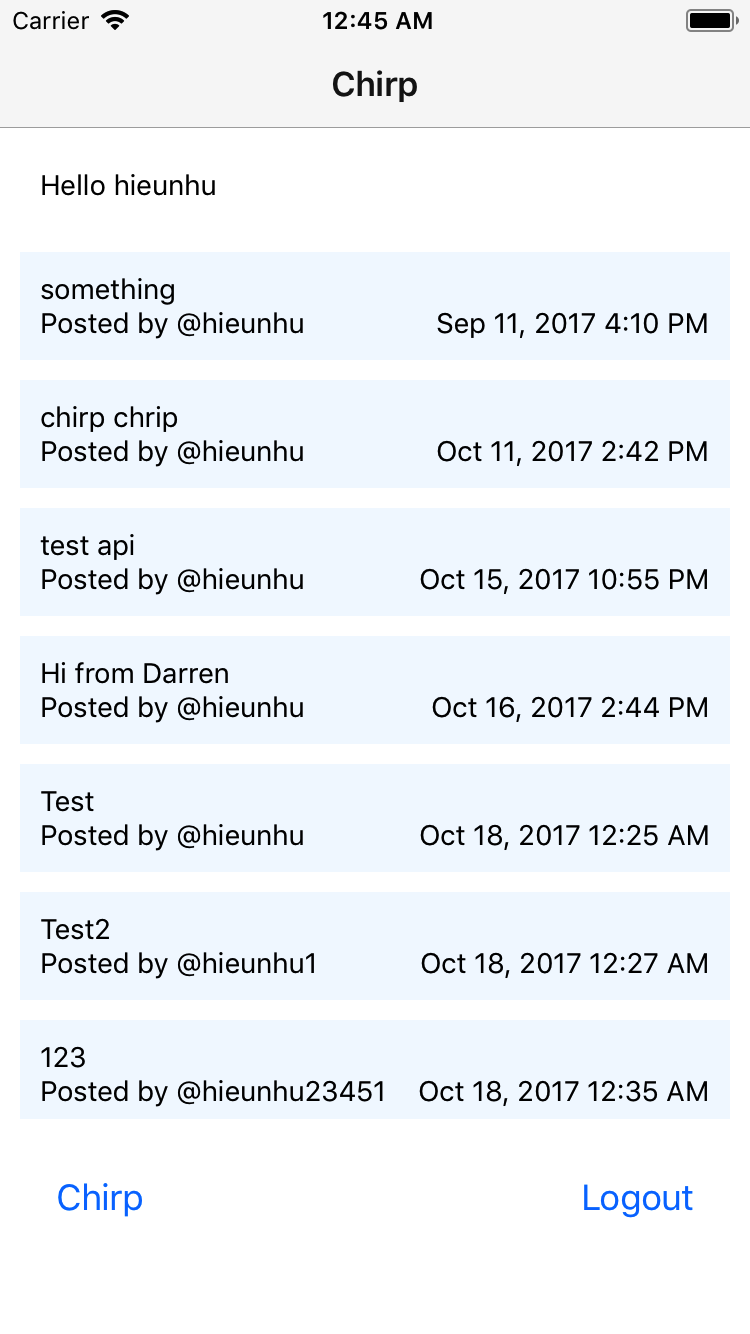 Carrier 12:45 AM
Chirp
Hello hieunhu
something
Posted by @hieunhu Sep 11, 2017 4:10 PM
chirp chrip
Posted by @hieunhu Oct 11, 2017 2:42 PM
test api
Posted by @hieunhu Oct 15, 2017 10:55 PM
Hi from Darren
Posted by @hieunhu Oct 16, 2017 2:44 PM
Test
Posted by @hieunhu Oct 18, 2017 12:25 AM
Test2
Posted by @hieunhu1 Oct 18, 2017 12:27 AM
123
Posted by @hieunhu23451 Oct 18, 2017 12:35 AM
Chirp Logout